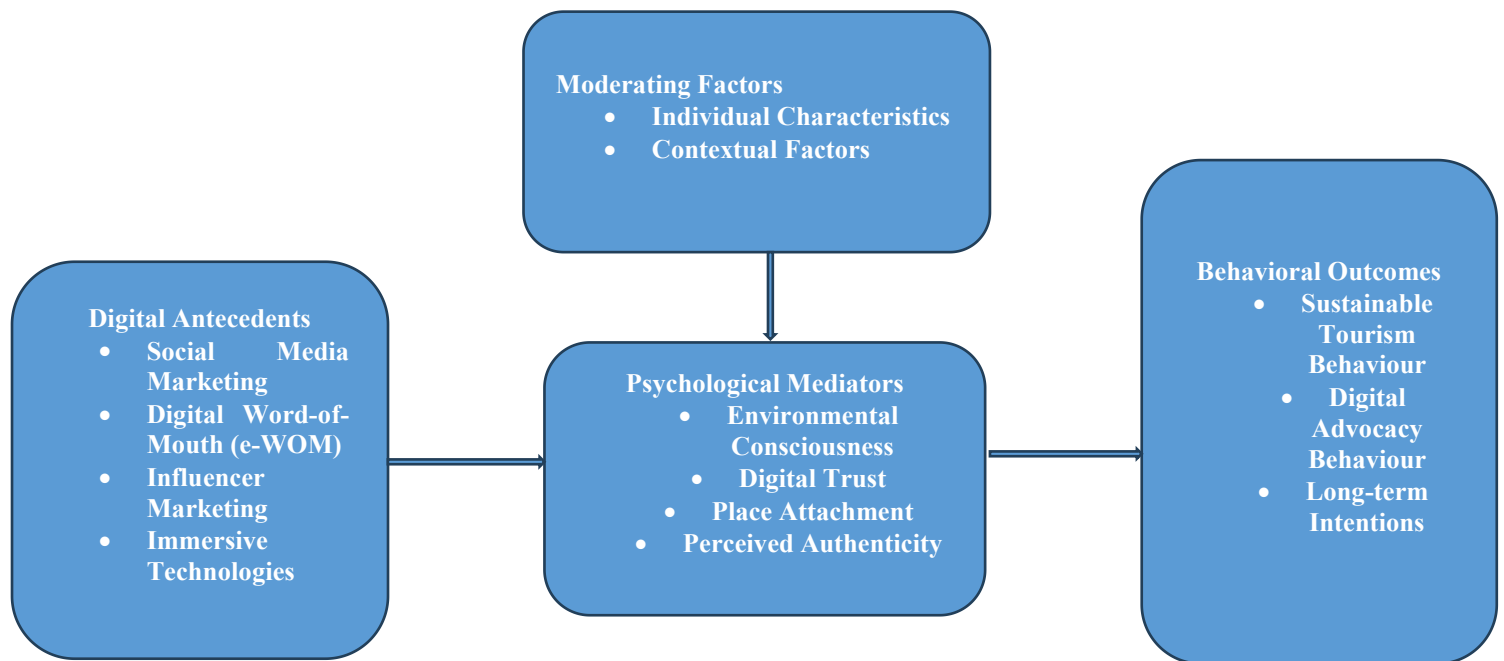 Moderating Factors
• Individual Characteristics
• Contextual Factors
Digital Antecedents
• Social Media
Marketing
• Digital Word-of-
Mouth (e-WOM)
• Influencer
Marketing
• Immersive
Technologies
Psychological Mediators
• Environmental
Consciousness
• Digital Trust
• Place Attachment
• Perceived Authenticity
Behavioral Outcomes
• Sustainable
Tourism
Behaviour
• Digital
Advocacy
Behaviour
• Long-term
Intentions